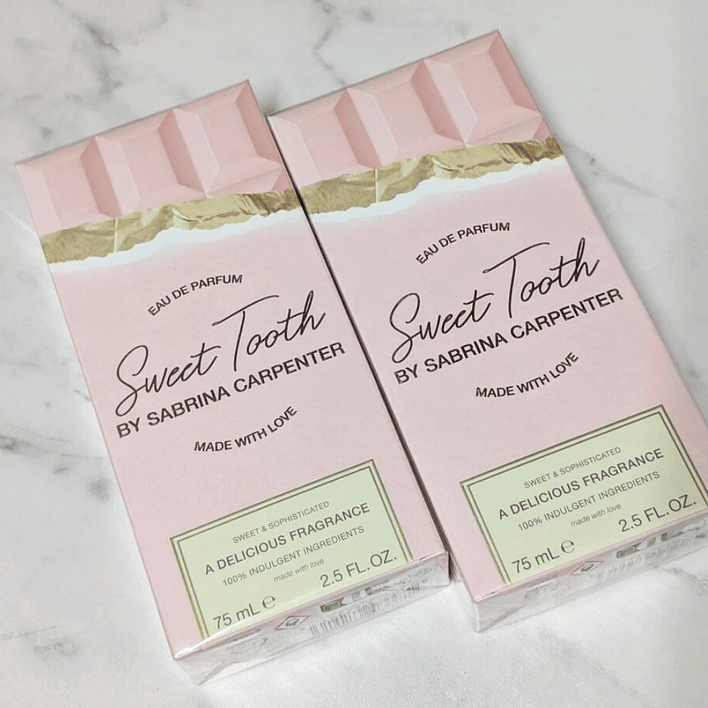 EAU DE PARFUM
Sweet Tooth
BY SABRINA CARPENTER
MADE WITH LOVE
SWEET & SOPHISTICATED
A DELICIOUS FRAGRANCE
100% INDULGENT INGREDIENTS
made with love
75 mL e 2.5 FL.OZ.
EAU DE PARFUM
Sweet Tooth
BY SABRINA CARPENTER
MADE WITH LOVE
SWEET & SOPHISTICATED
A DELICIOUS FRAGRANCE
100% INDULGENT INGREDIENTS
made with love
75 mL e 2.5 FL.OZ.